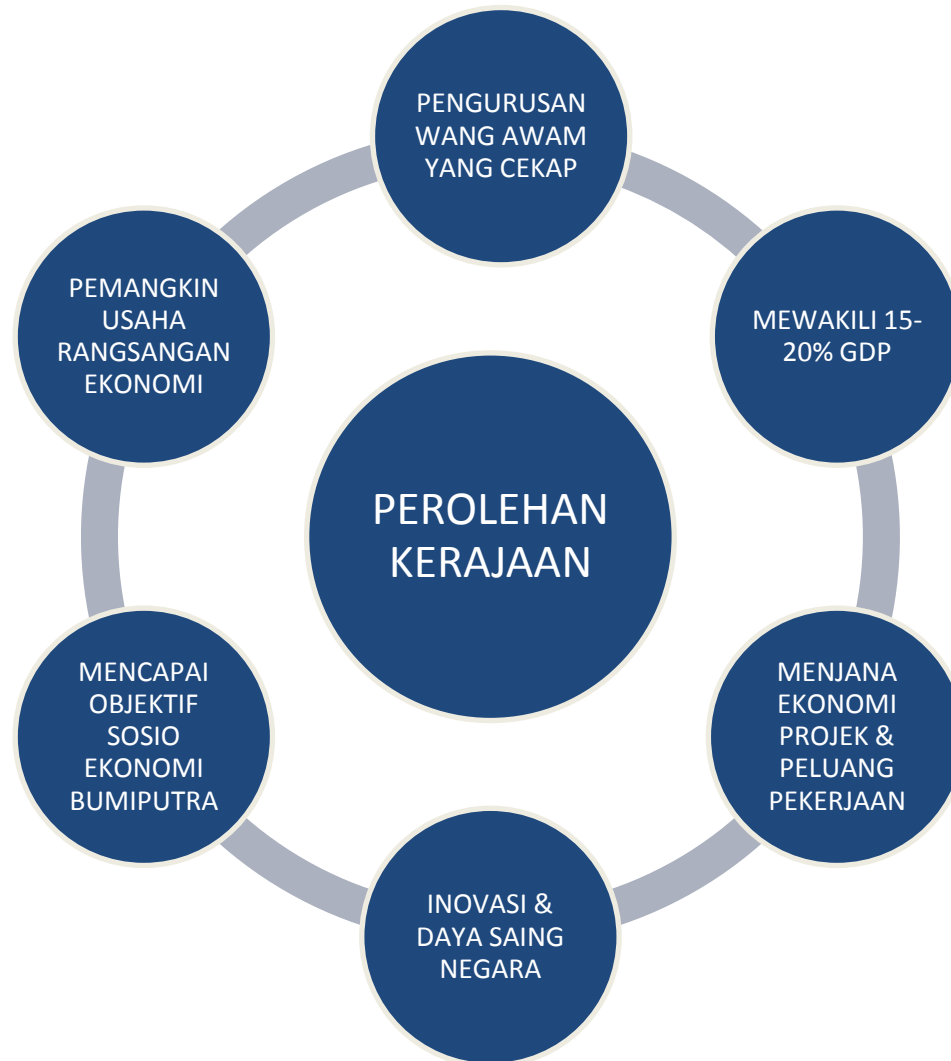 PENGURUSAN
WANG AWAM
YANG CEKAP
MEWAKILI 15-
20% GDP
MENJANA
EKONOMI
PROJEK &
PELUANG
PEKERJAAN
INOVASI &
DAYA SAING
NEGARA
MENCAPAI
OBJEKTIF
SOSIO
EKONOMI
BUMIPUTRA
PEMANGKIN
USAHA
RANGSANGAN
EKONOMI
PEROLEHAN
KERAJAAN